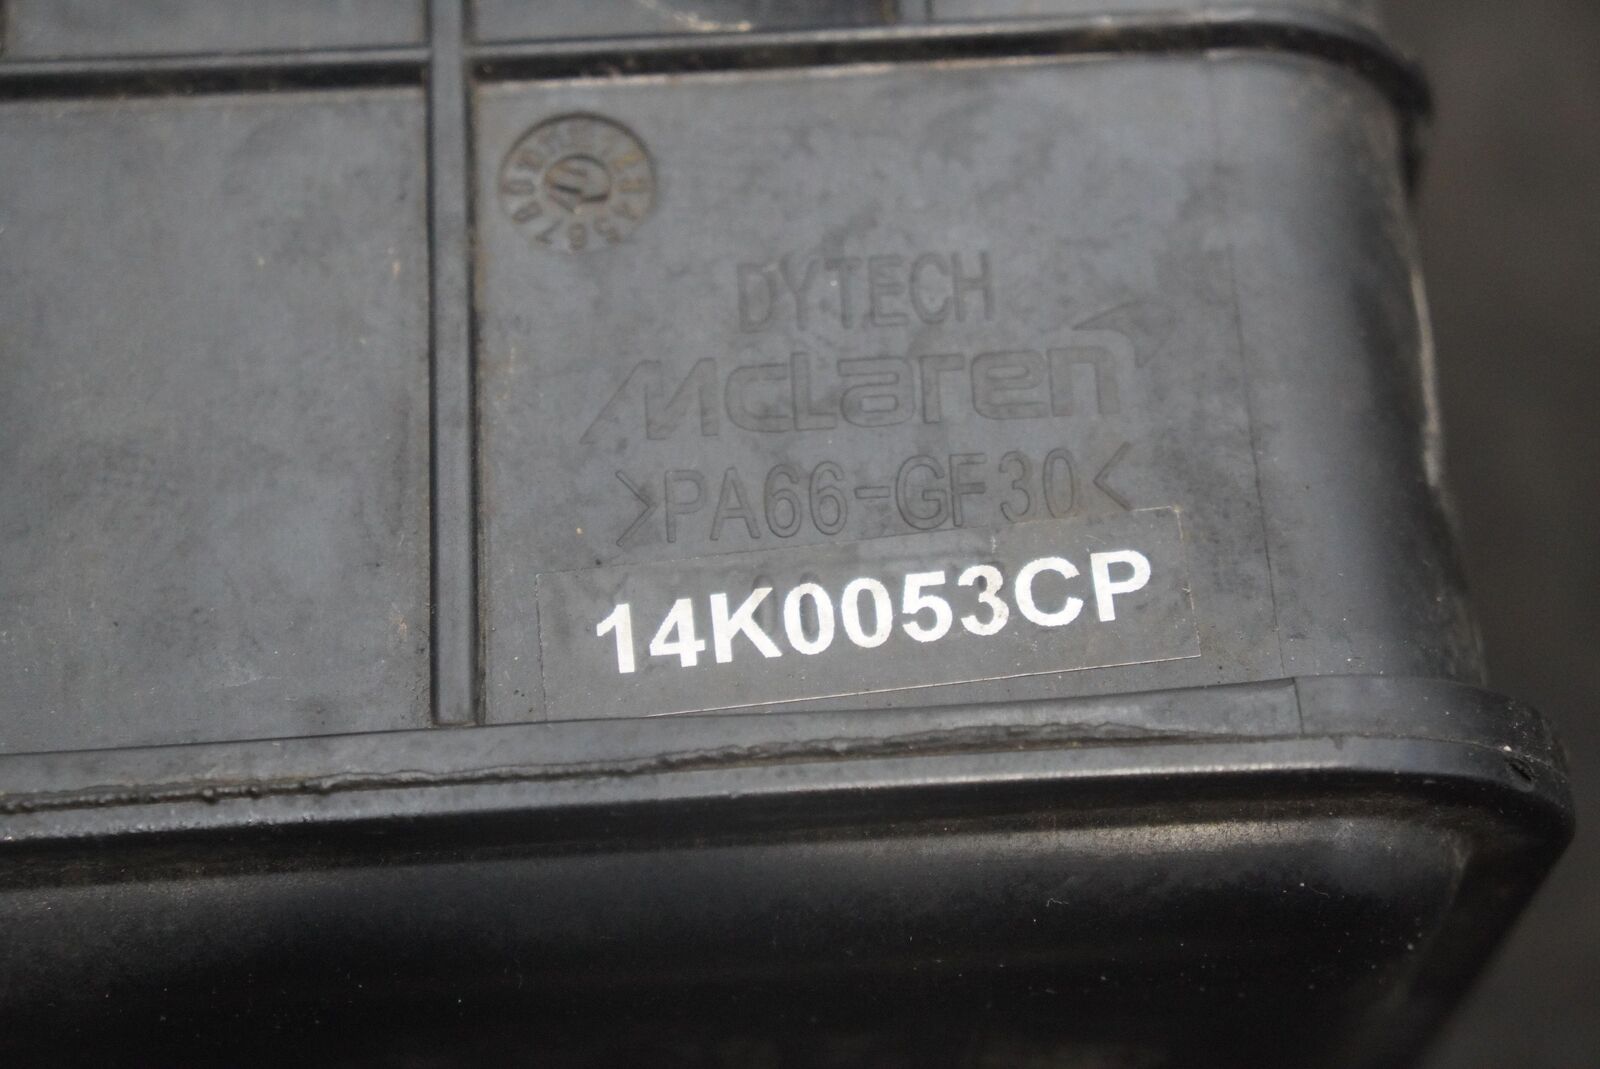 DYTECH
McLaren
>PA66-GF30<
14K0053CP